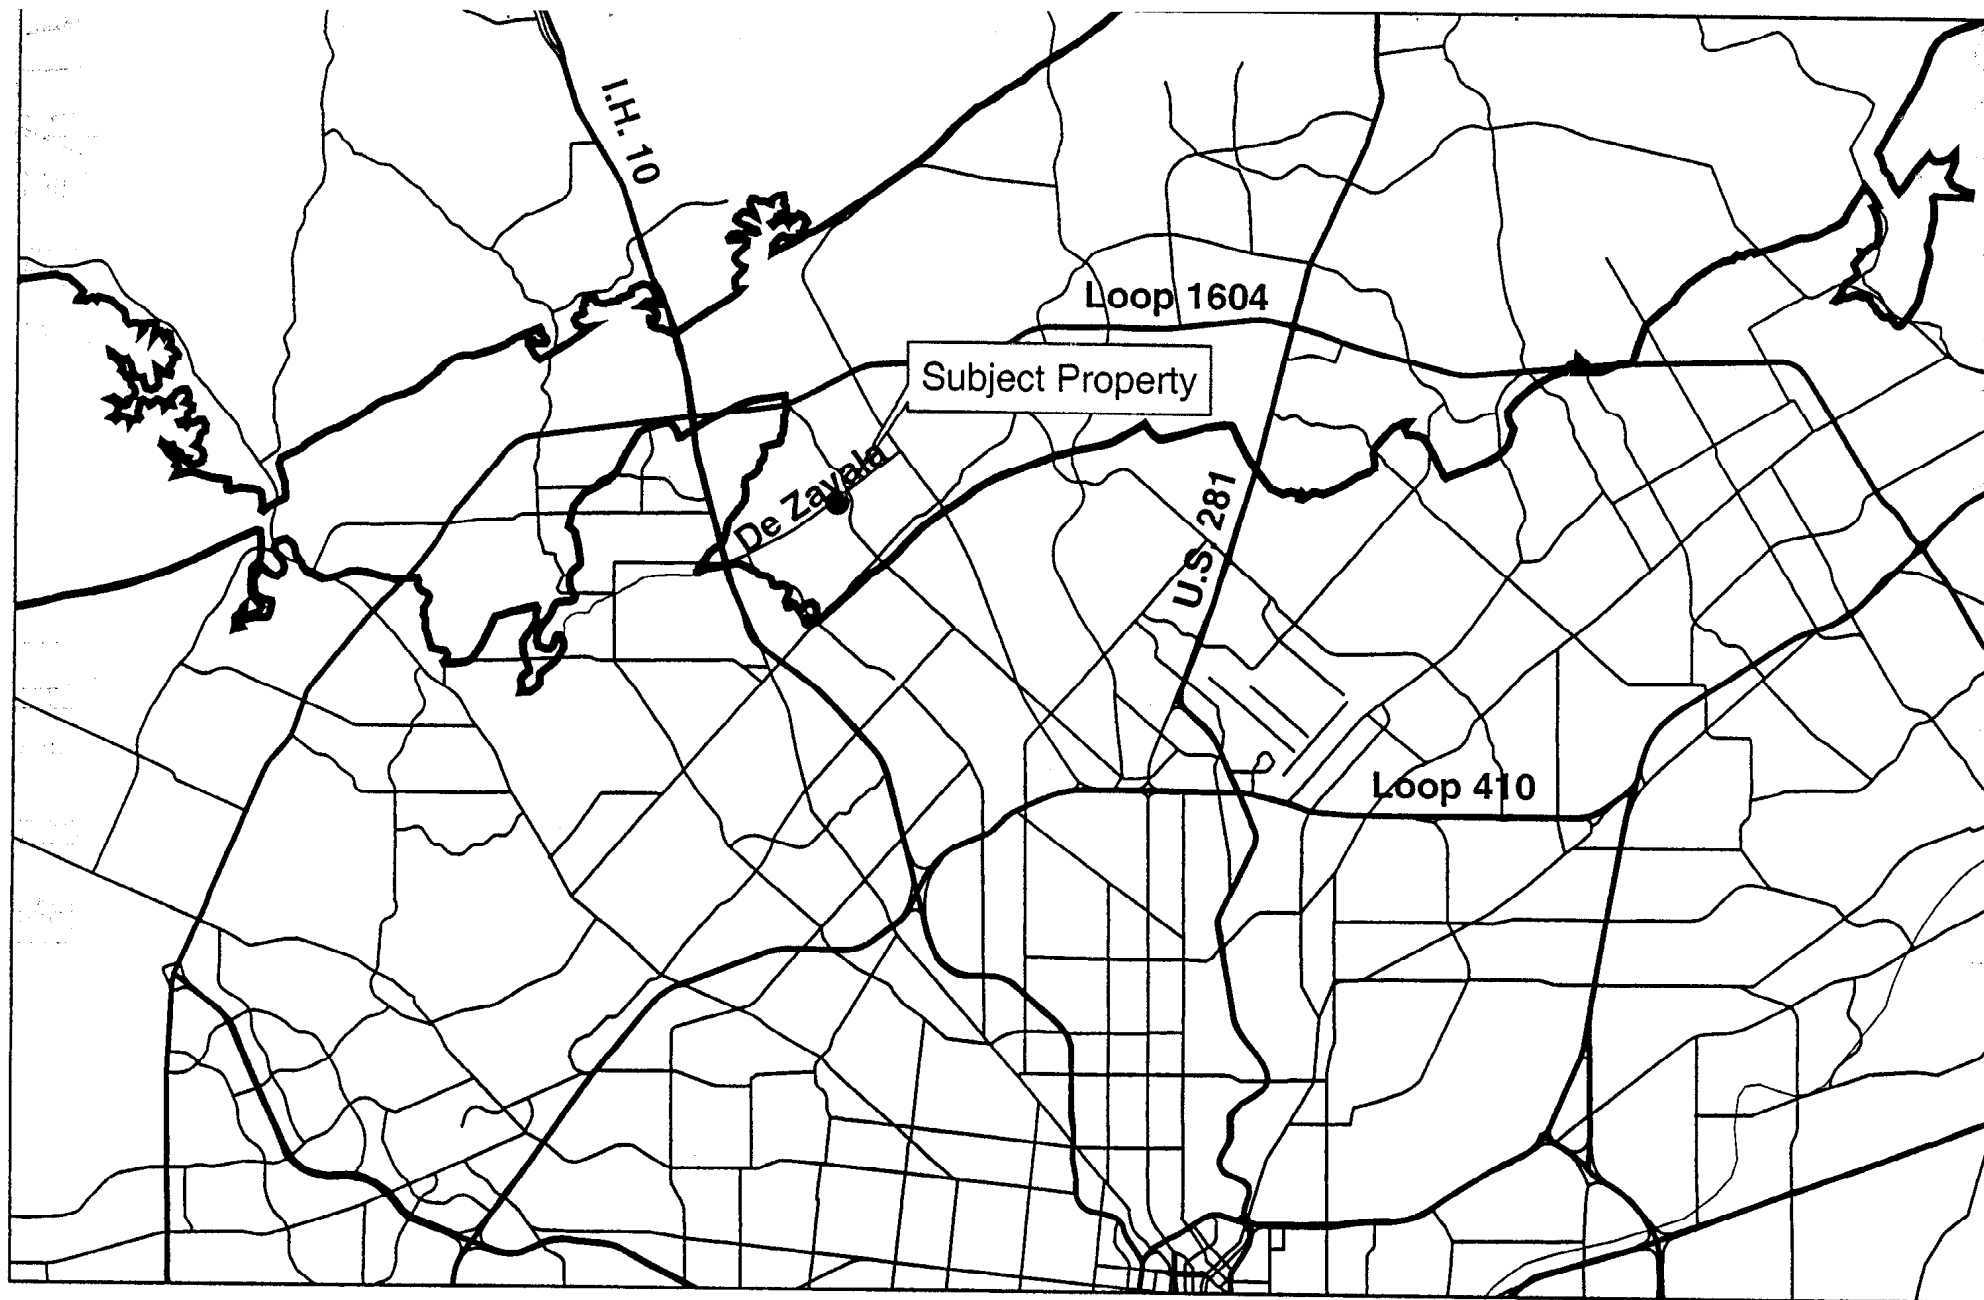 I.H. 10
Loop 1604
Subject Property
De Zavala
U.S. 281
Loop 410